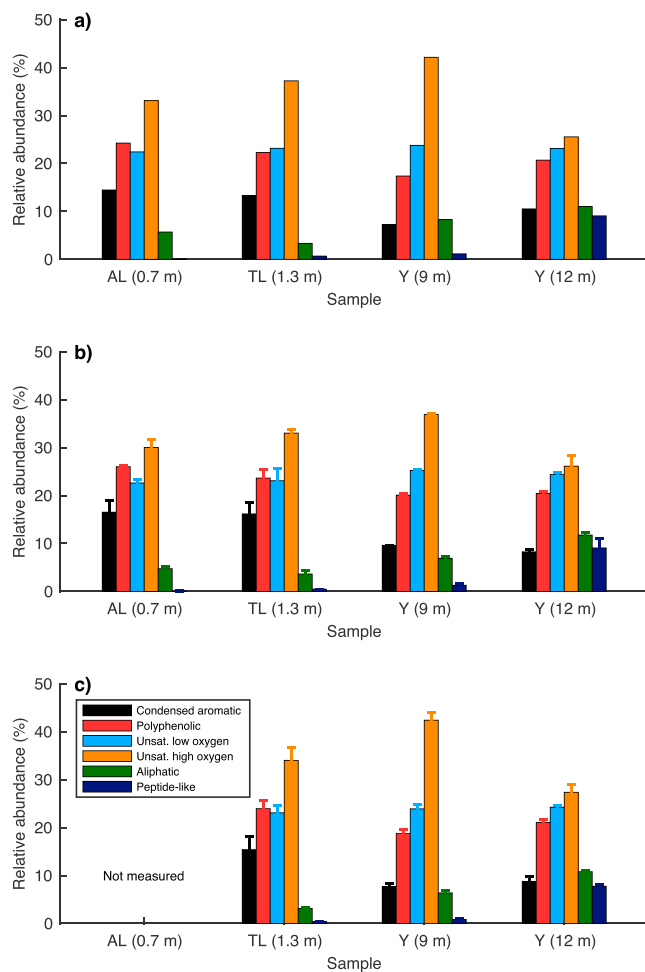 a)
50
40
30
20
10
0
Relative abundance (%)
AL (0.7 m) TL (1.3 m) Y (9 m) Y (12 m)
Sample
b)
50
40
30
20
10
0
Relative abundance (%)
AL (0.7 m) TL (1.3 m) Y (9 m) Y (12 m)
Sample
c)
50
40
30
20
10
0
Relative abundance (%)
Condensed aromatic
Polyphenolic
Unsat. low oxygen
Unsat. high oxygen
Aliphatic
Peptide-like
Not measured
AL (0.7 m) TL (1.3 m) Y (9 m) Y (12 m)
Sample